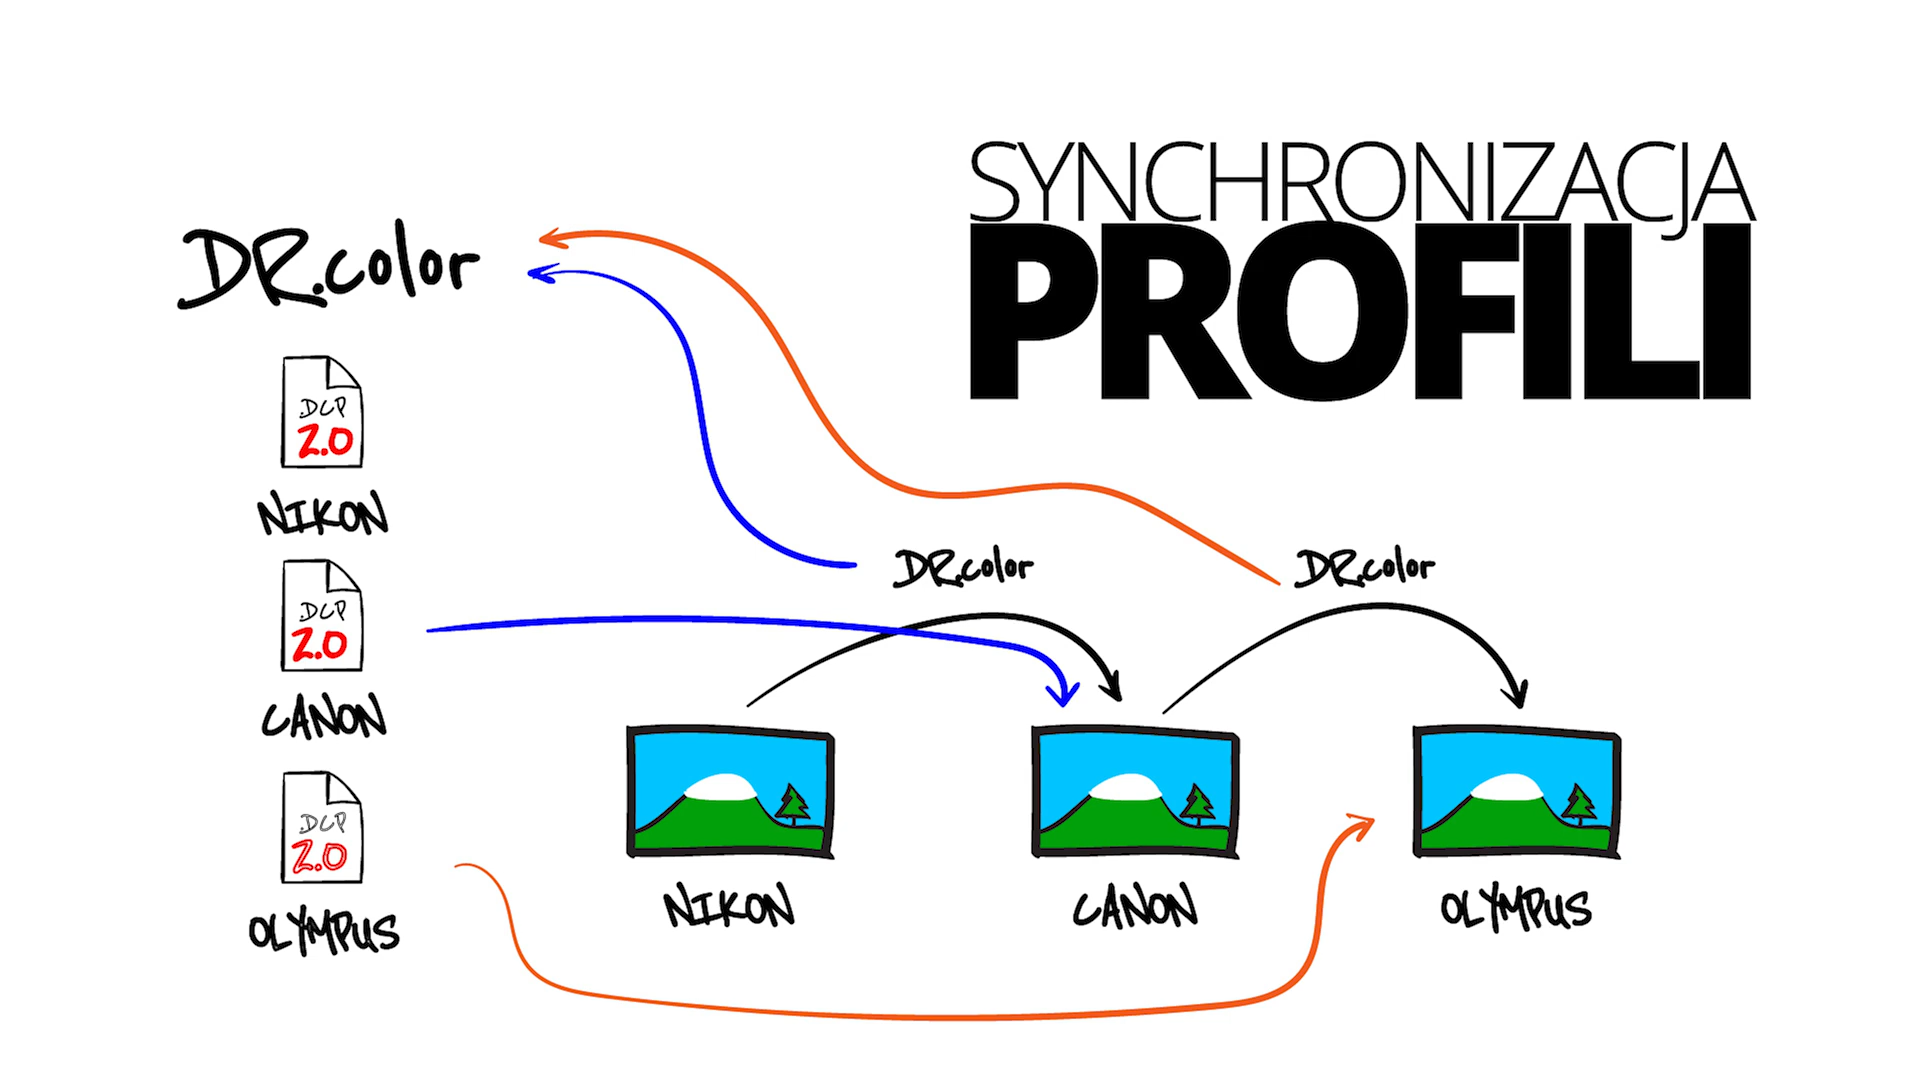 SYNCHRONIZACJA
PROFILI
DR.color
DCP
2.0
NIKON
DCP
2.0
CANON
DCP
2.0
OLYMPUS
DR.color
DR.color
NIKON
CANON
OLYMPUS